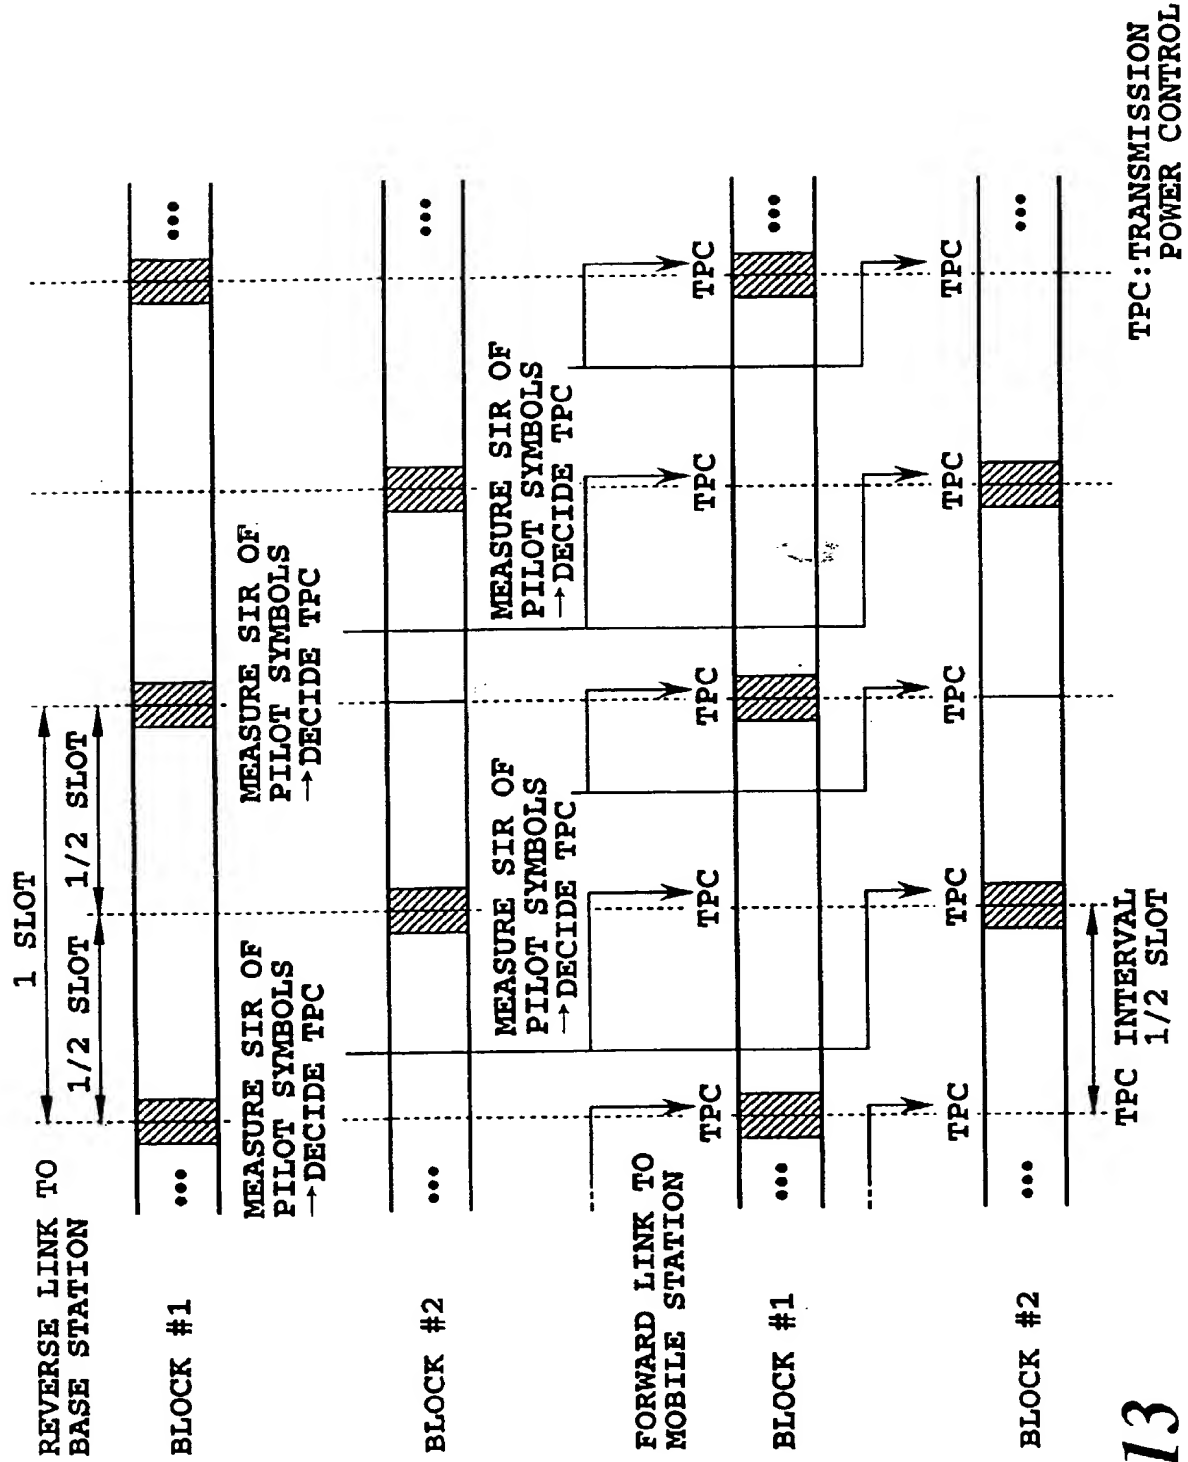 REVERSE LINK TO
BASE STATION
1 SLOT
1/2 SLOT
1/2 SLOT
BLOCK #1
•••
•••
MEASURE SIR OF
PILOT SYMBOLS
→DECIDE TPC
MEASURE SIR OF
PILOT SYMBOLS
→DECIDE TPC
BLOCK #2
•••
•••
MEASURE SIR OF
PILOT SYMBOLS
→DECIDE TPC
MEASURE SIR OF
PILOT SYMBOLS
→DECIDE TPC
FORWARD LINK TO
MOBILE STATION
TPC
TPC
TPC
TPC
TPC
BLOCK #1
•••
•••
TPC
TPC
TPC
TPC
TPC
BLOCK #2
•••
•••
TPC INTERVAL
1/2 SLOT
TPC:TRANSMISSION
POWER CONTROL
13